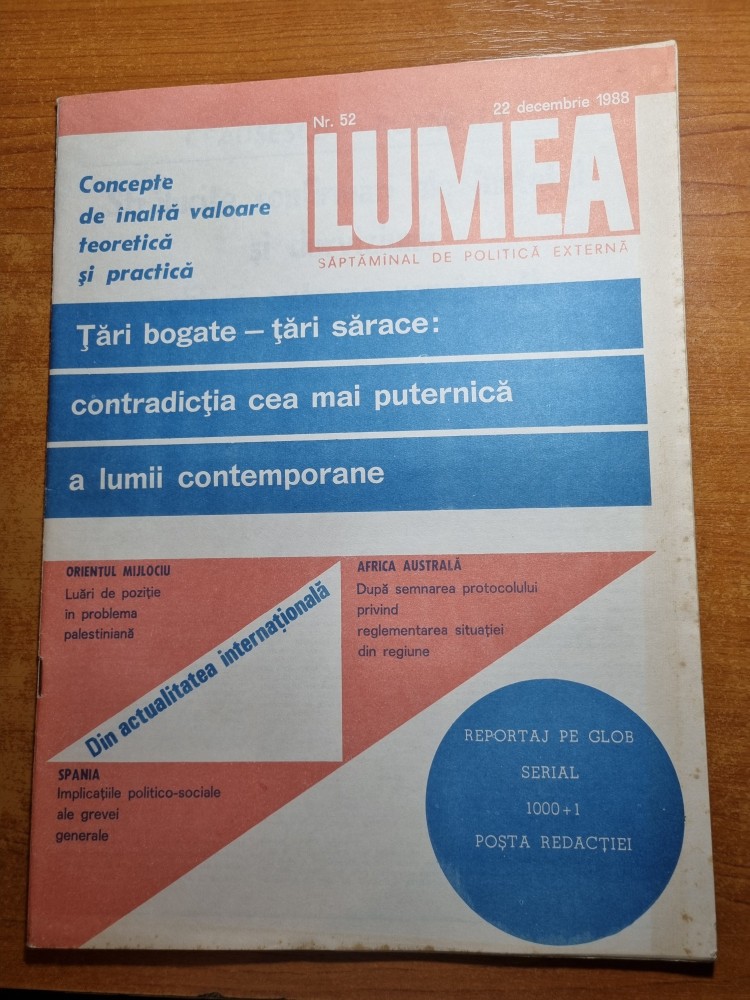 Nr. 52
22 decembrie 1988
LUMEA
SĂPTĂMÎNAL DE POLITICĂ EXTERNĂ
Concepte
de înaltă valoare
teoretică
şi practică
Ţări bogate – ţări sărace:
contradicţia cea mai puternică
a lumii contemporane
ORIENTUL MIJLOCIU
Luări de poziţie
in problema
palestiniană
AFRICA AUSTRALĂ
După semnarea protocolului
privind
reglementarea situaţiei
din regiune
Din actualitatea internaţională
SPANIA
Implicaţiile politico-sociale
ale grevei
generale
REPORTAJ PE GLOB
SERIAL
1000+1
POŞTA REDACŢIEI